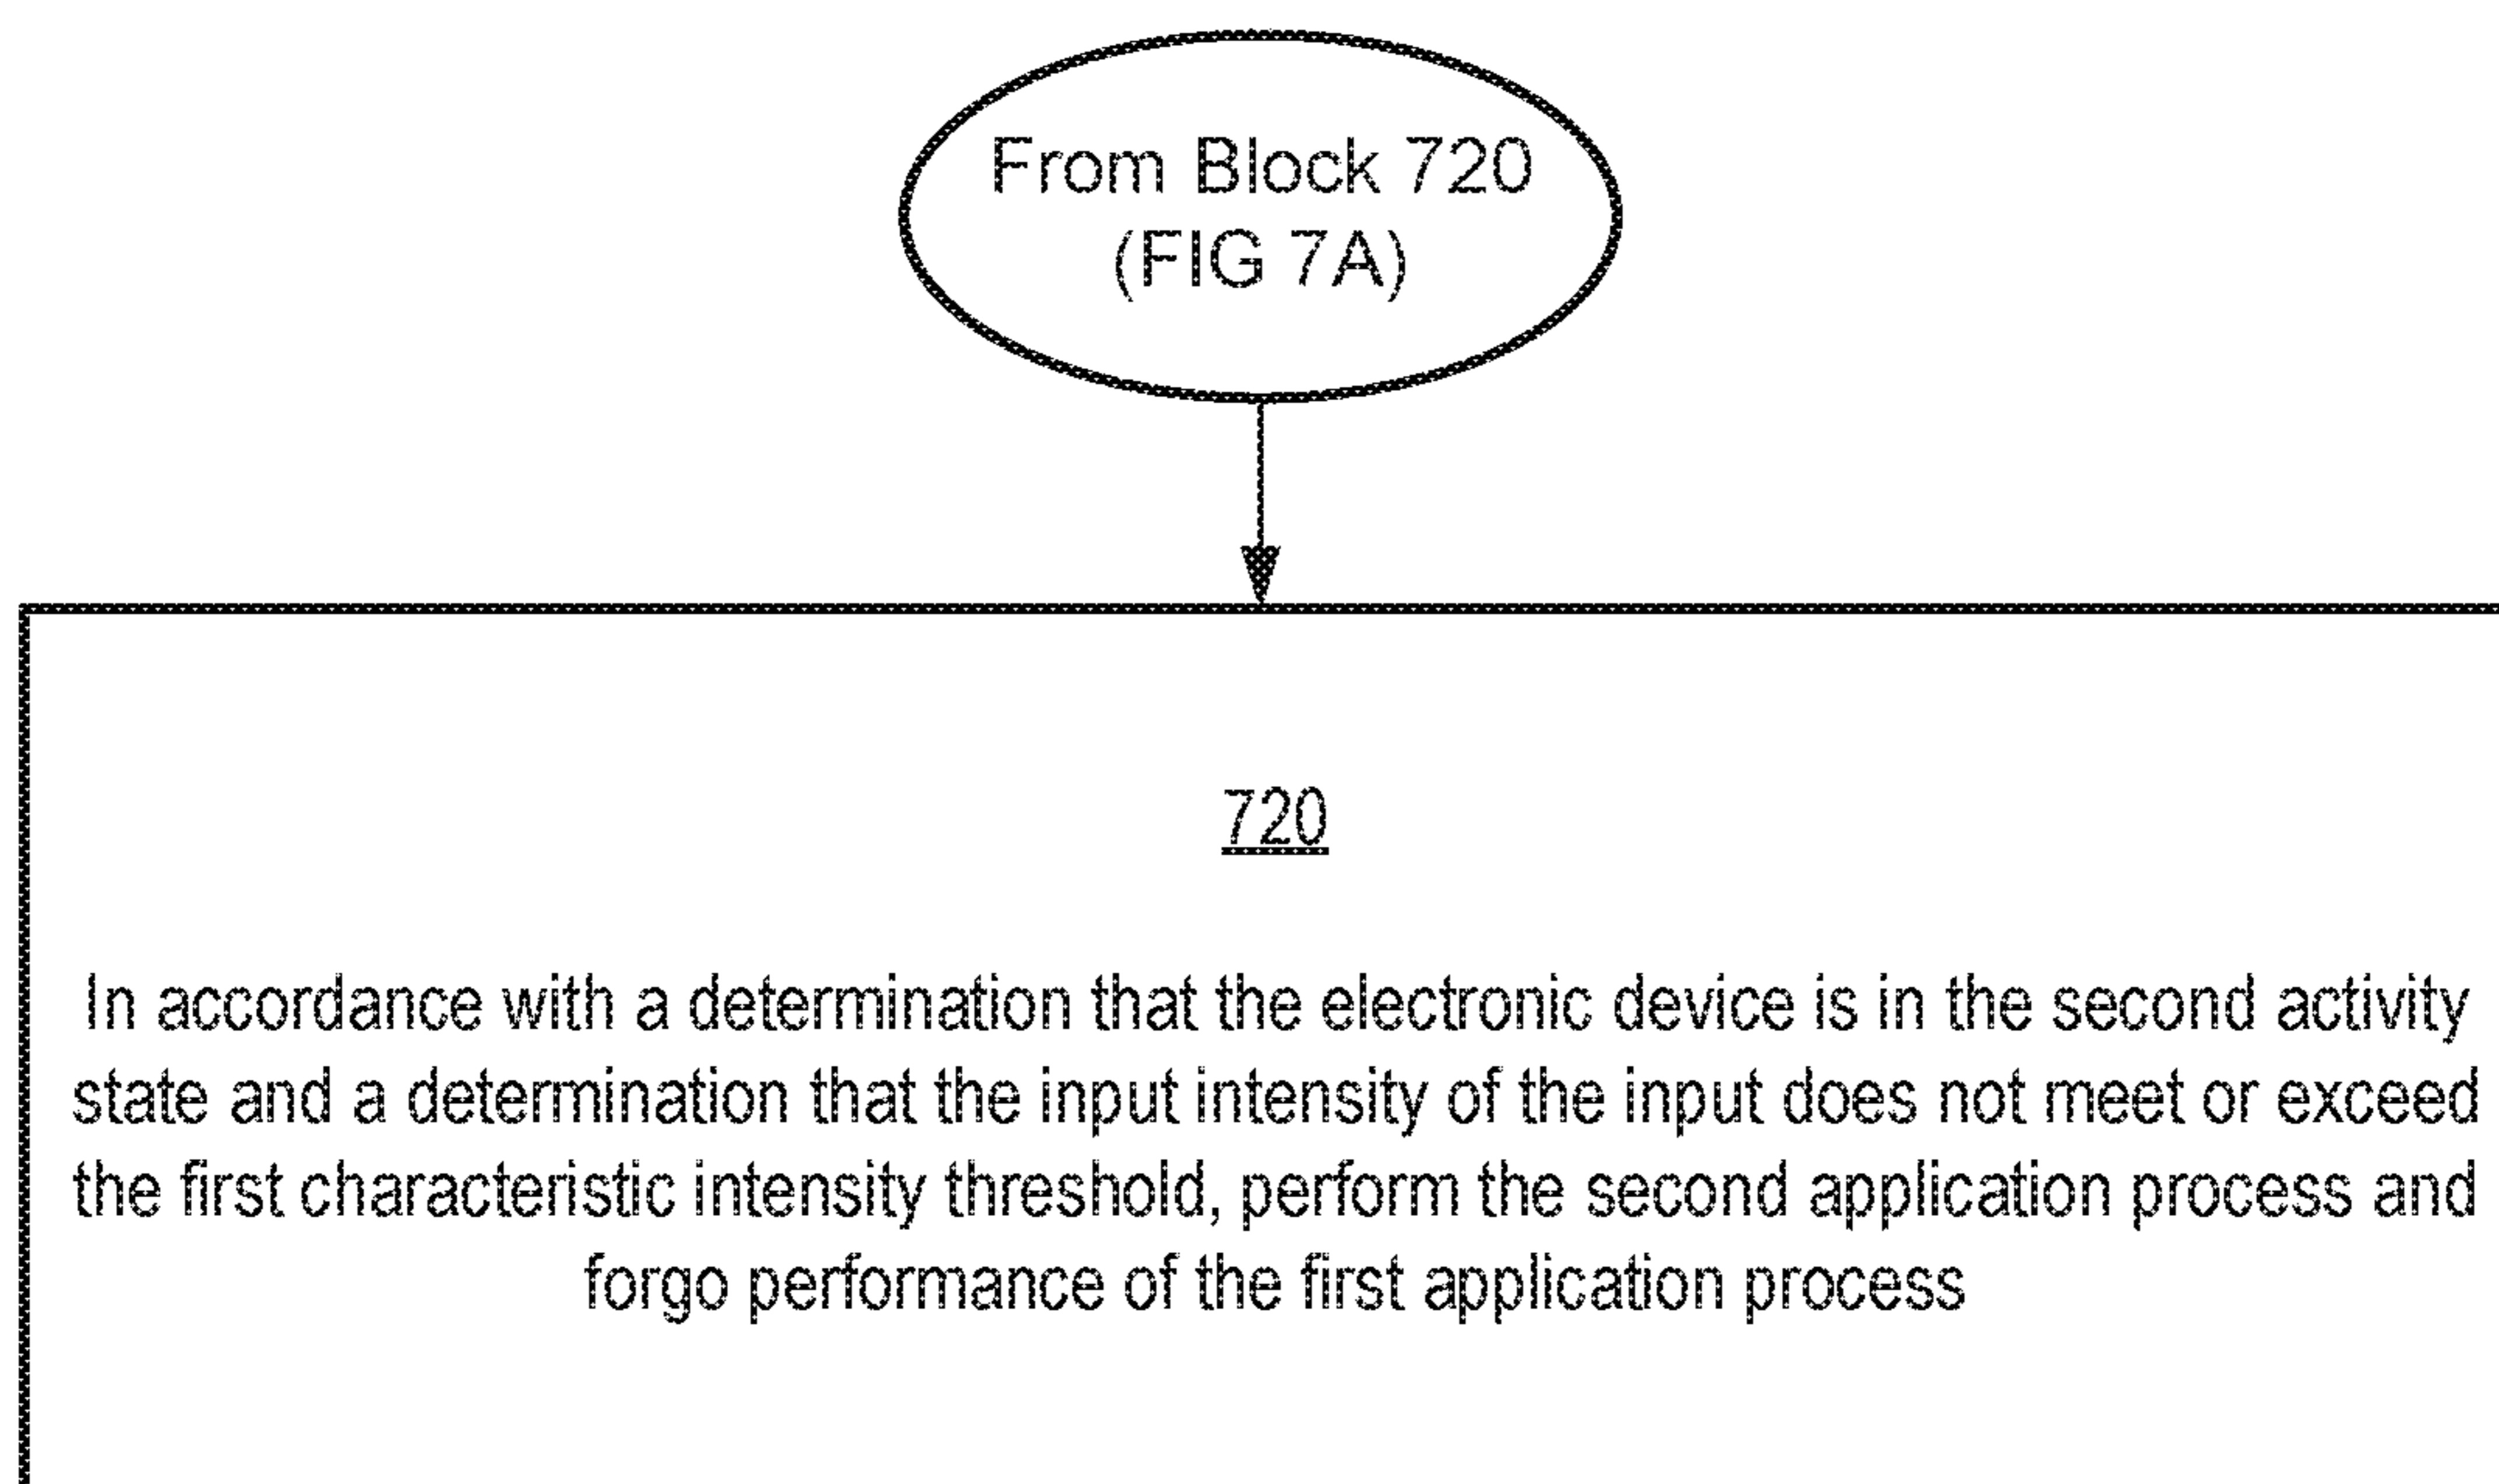 From Block 720
(FIG 7A)
720
In accordance with a determination that the electronic device is in the second activity
state and a determination that the input intensity of the input does not meet or exceed
the first characteristic intensity threshold, perform the second application process and
forgo performance of the first application process